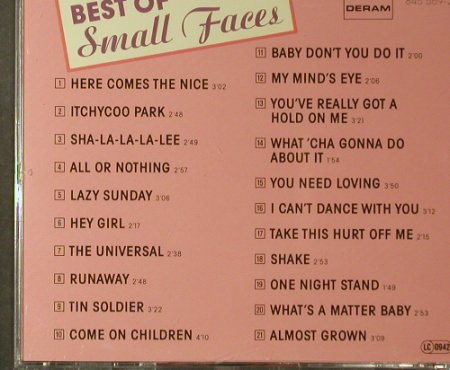 BEST OF
Small Faces
DERAM
1 HERE COMES THE NICE 3:02
2 ITCHYCOO PARK 2:48
3 SHA-LA-LA-LA-LEE 2:49
4 ALL OR NOTHING 2:57
5 LAZY SUNDAY 3:06
6 HEY GIRL 2:17
7 THE UNIVERSAL 2:38
8 RUNAWAY 2:48
9 TIN SOLDIER 3:22
10 COME ON CHILDREN 4:10
11 BABY DON'T YOU DO IT 2:00
12 MY MIND'S EYE 2:06
13 YOU'VE REALLY GOT A
HOLD ON ME 3:21
14 WHAT 'CHA GONNA DO
ABOUT IT 1:54
15 YOU NEED LOVING 3:50
16 I CAN'T DANCE WITH YOU 3:12
17 TAKE THIS HURT OFF ME 2:15
18 SHAKE 2:53
19 ONE NIGHT STAND 1:49
20 WHAT'S A MATTER BABY 2:53
21 ALMOST GROWN 3:09
LC 0942